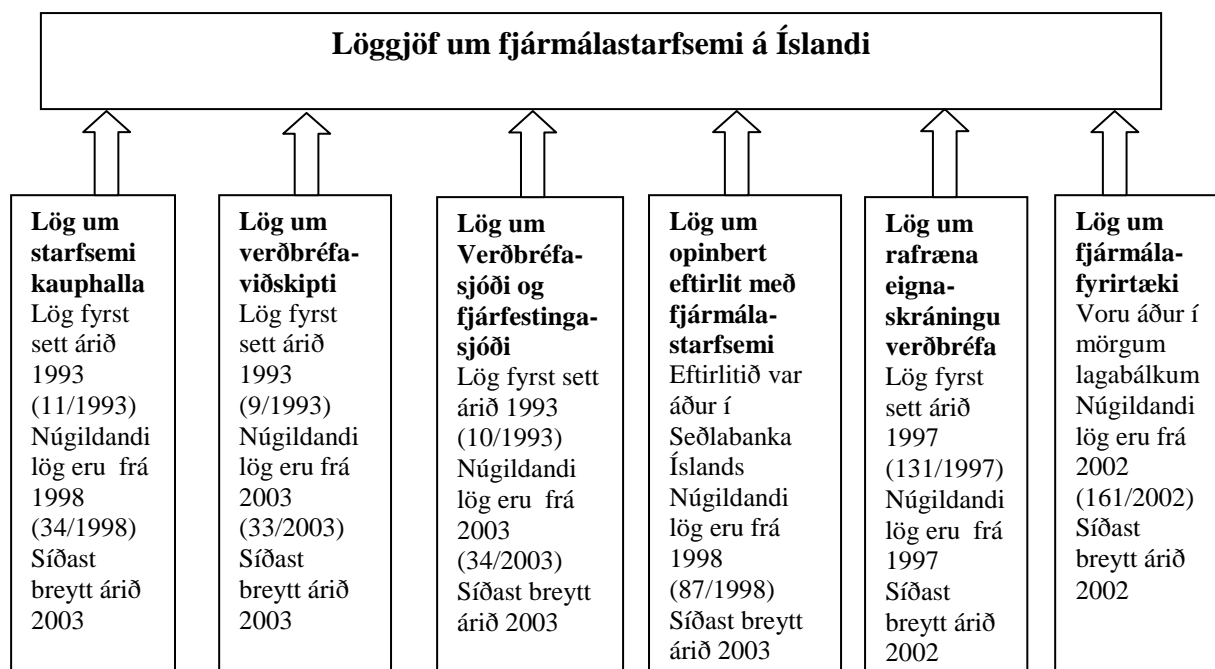 Löggjöf um fjármálastarfsemi á Íslandi
Lög um
starfsemi
kauphalla
Lög fyrst
sett árið
1993
(11/1993)
Núgildandi
lög eru frá
1998
(34/1998)
Síðast
breytt árið
2003
Lög um
verðbréfa-
viðskipti
Lög fyrst
sett árið
1993
(9/1993)
Núgildandi
lög eru frá
2003
(33/2003)
Síðast
breytt árið
2003
Lög um
Verðbréfa-
sjóði og
fjárfestinga-
sjóði
Lög fyrst sett
árið 1993
(10/1993)
Núgildandi
lög eru frá
2003
(34/2003)
Síðast breytt
árið 2003
Lög um
opinbert
eftirlit með
fjármála-
starfsemi
Eftirlitið var
áður í
Seðlabanka
Íslands
Núgildandi
lög eru frá
1998
(87/1998)
Síðast breytt
árið 2003
Lög um
rafræna
eigna-
skráningu
verðbréfa
Lög fyrst
sett árið
1997
(131/1997)
Núgildandi
lög eru frá
1997
Síðast
breytt árið
2002
Lög um
fjármála-
fyrirtæki
Voru áður í
mörgum
lagabálkum
Núgildandi
lög eru frá
2002
(161/2002)
Síðast
breytt árið
2002